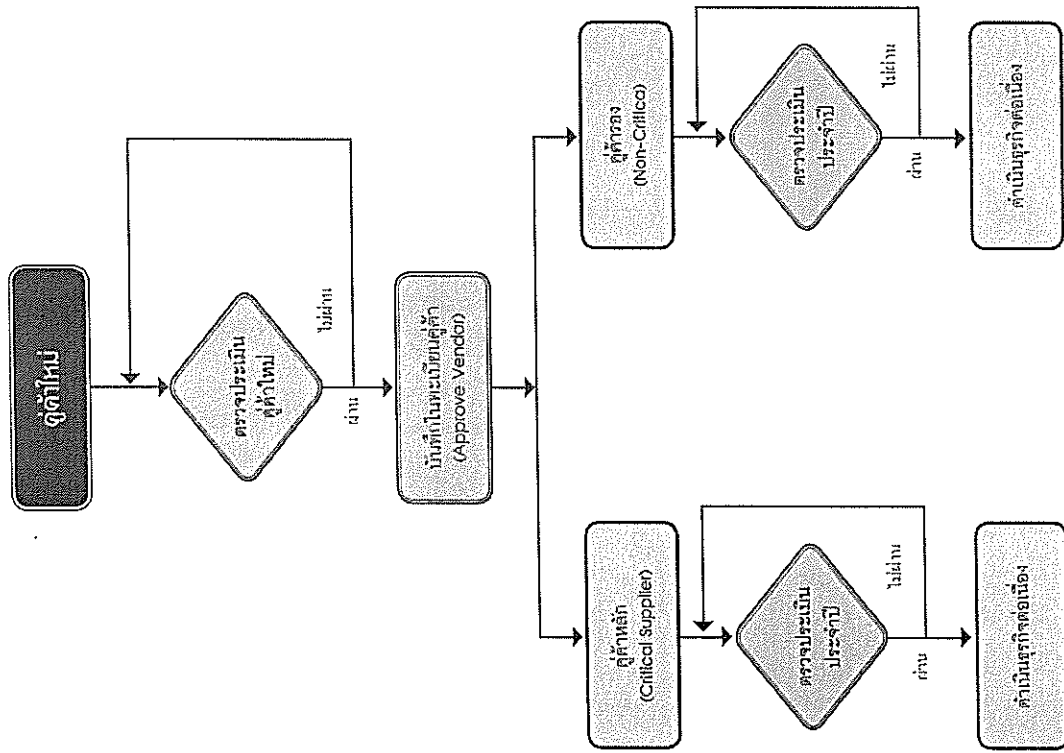 คู่ค้าใหม่
ตรวจประเมิน
คู่ค้าใหม่
ไม่ผ่าน
ผ่าน
บันทึกในทะเบียนคู่ค้า
(Approve Vendor)
คู่ค้าหลัก
(Critical Supplier)
ตรวจประเมิน
ประจำปี
ไม่ผ่าน
ผ่าน
ดำเนินธุรกิจต่อเนื่อง
คู่ค้ารอง
(Non-Critica)
ตรวจประเมิน
ประจำปี
ไม่ผ่าน
ผ่าน
ดำเนินธุรกิจต่อเนื่อง